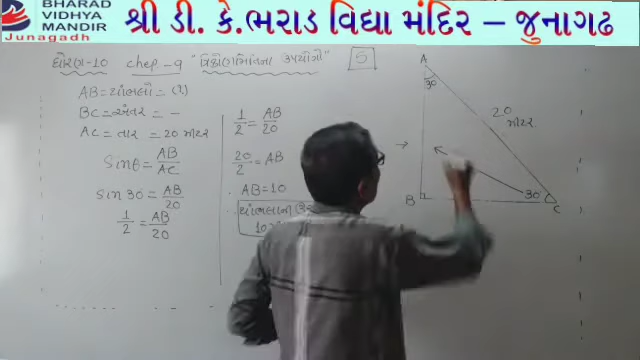 BHARAD
VIDHYA
MANDIR
Junagadh
શ્રી ડી. કે.ભરાડ વિદ્યા મંદિર – જુનાગઢ
ધોરણ-10 chep-9 "ત્રિકોણમિતિના ઉપયોગો" 5
AB = થાંભલો = (?)
BC = અંતર = -
AC = તાર = 20 મીટર
Sinθ = AB/AC
Sin 30 = AB/20
1/2 = AB/20
1/2 = AB/20
20/2 = AB
AB = 10
થાંભલાની
10
A
30
20
મીટર
B
30
C